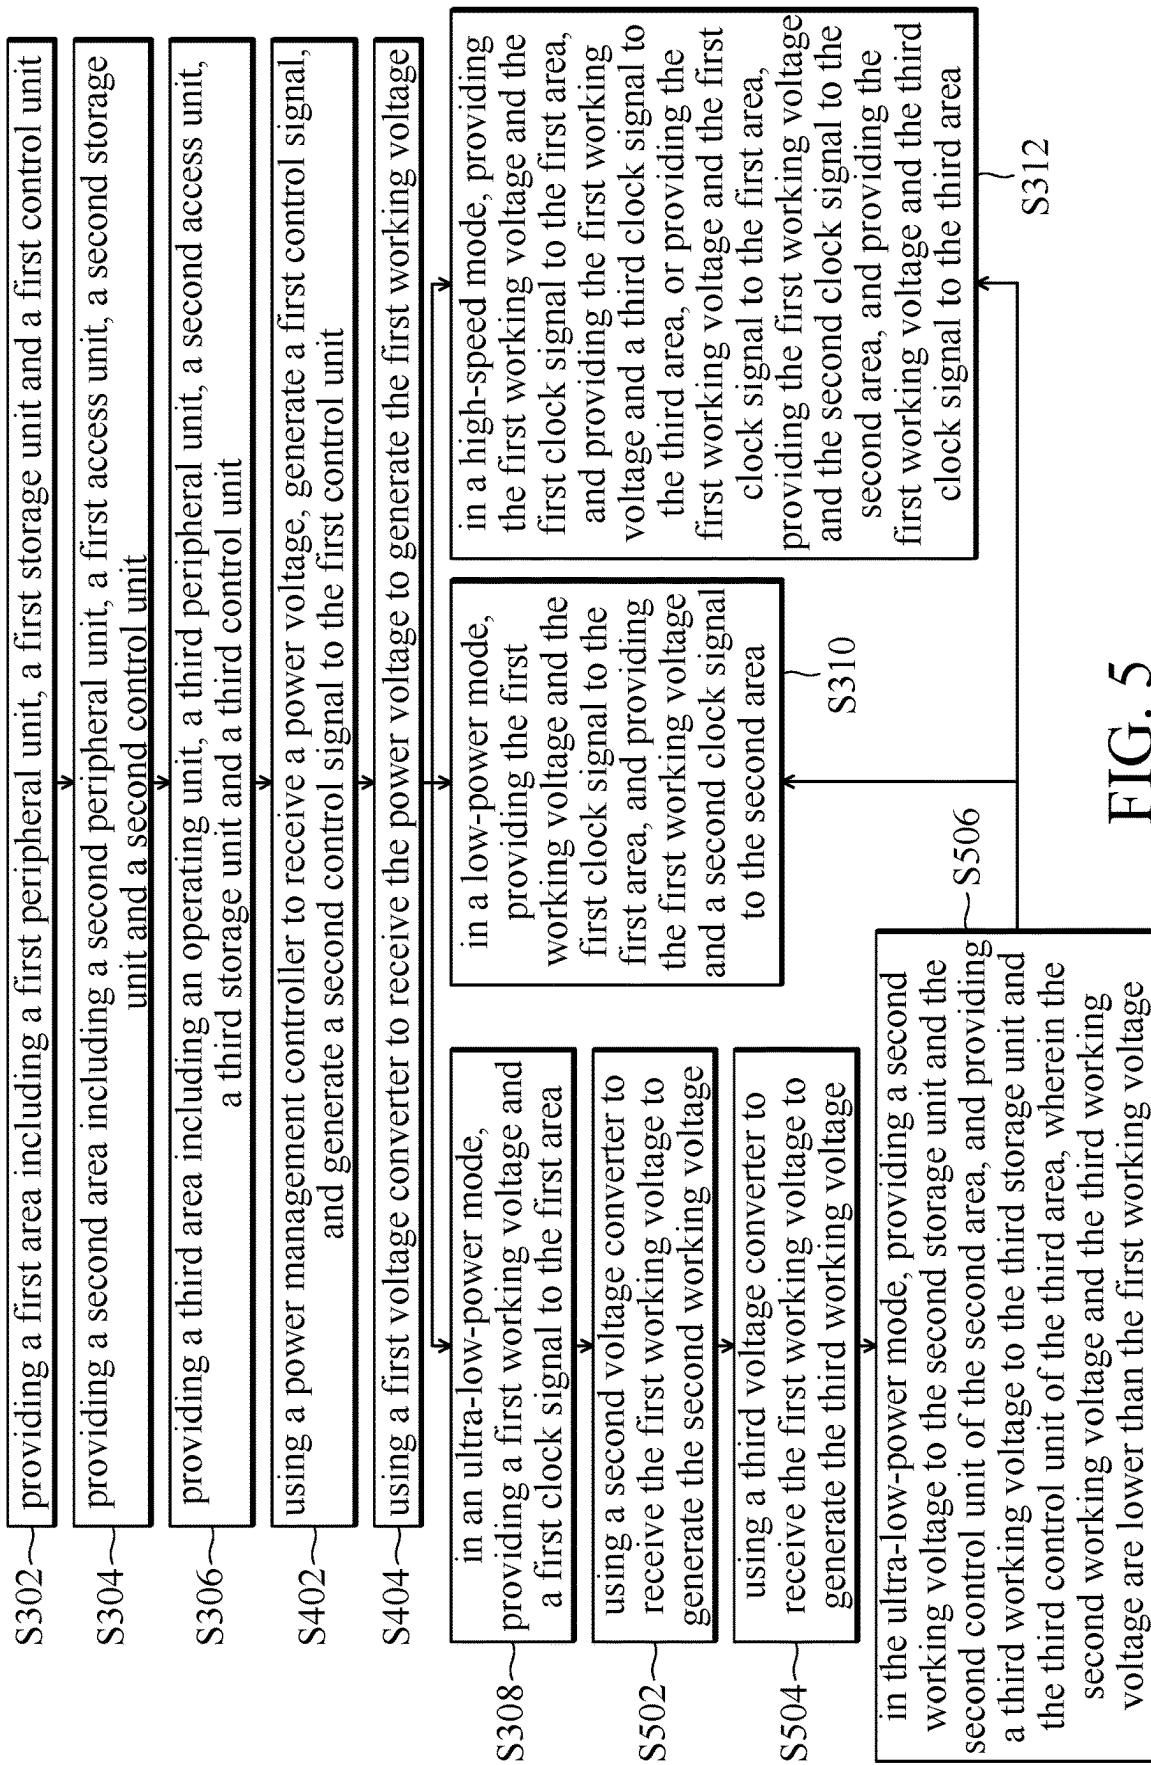 S302
providing a first area including a first peripheral unit, a first storage unit and a first control unit
S304
providing a second area including a second peripheral unit, a first access unit, a second storage
unit and a second control unit
S306
providing a third area including an operating unit, a third peripheral unit, a second access unit,
a third storage unit and a third control unit
S402
using a power management controller to receive a power voltage, generate a first control signal,
and generate a second control signal to the first control unit
S404
using a first voltage converter to receive the power voltage to generate the first working voltage
S308
in an ultra-low-power mode,
providing a first working voltage and
a first clock signal to the first area
S502
using a second voltage converter to
receive the first working voltage to
generate the second working voltage
S504
using a third voltage converter to
receive the first working voltage to
generate the third working voltage
in the ultra-low-power mode, providing a second
working voltage to the second storage unit and the
second control unit of the second area, and providing
a third working voltage to the third storage unit and
the third control unit of the third area, wherein the
second working voltage and the third working
voltage are lower than the first working voltage
S506
in a low-power mode,
providing the first
working voltage and the
first clock signal to the
first area, and providing
the first working voltage
and a second clock signal
to the second area
S310
in a high-speed mode, providing
the first working voltage and the
first clock signal to the first area,
and providing the first working
voltage and a third clock signal to
the third area, or providing the
first working voltage and the first
clock signal to the first area,
providing the first working voltage
and the second clock signal to the
second area, and providing the
first working voltage and the third
clock signal to the third area
S312
FIG. 5